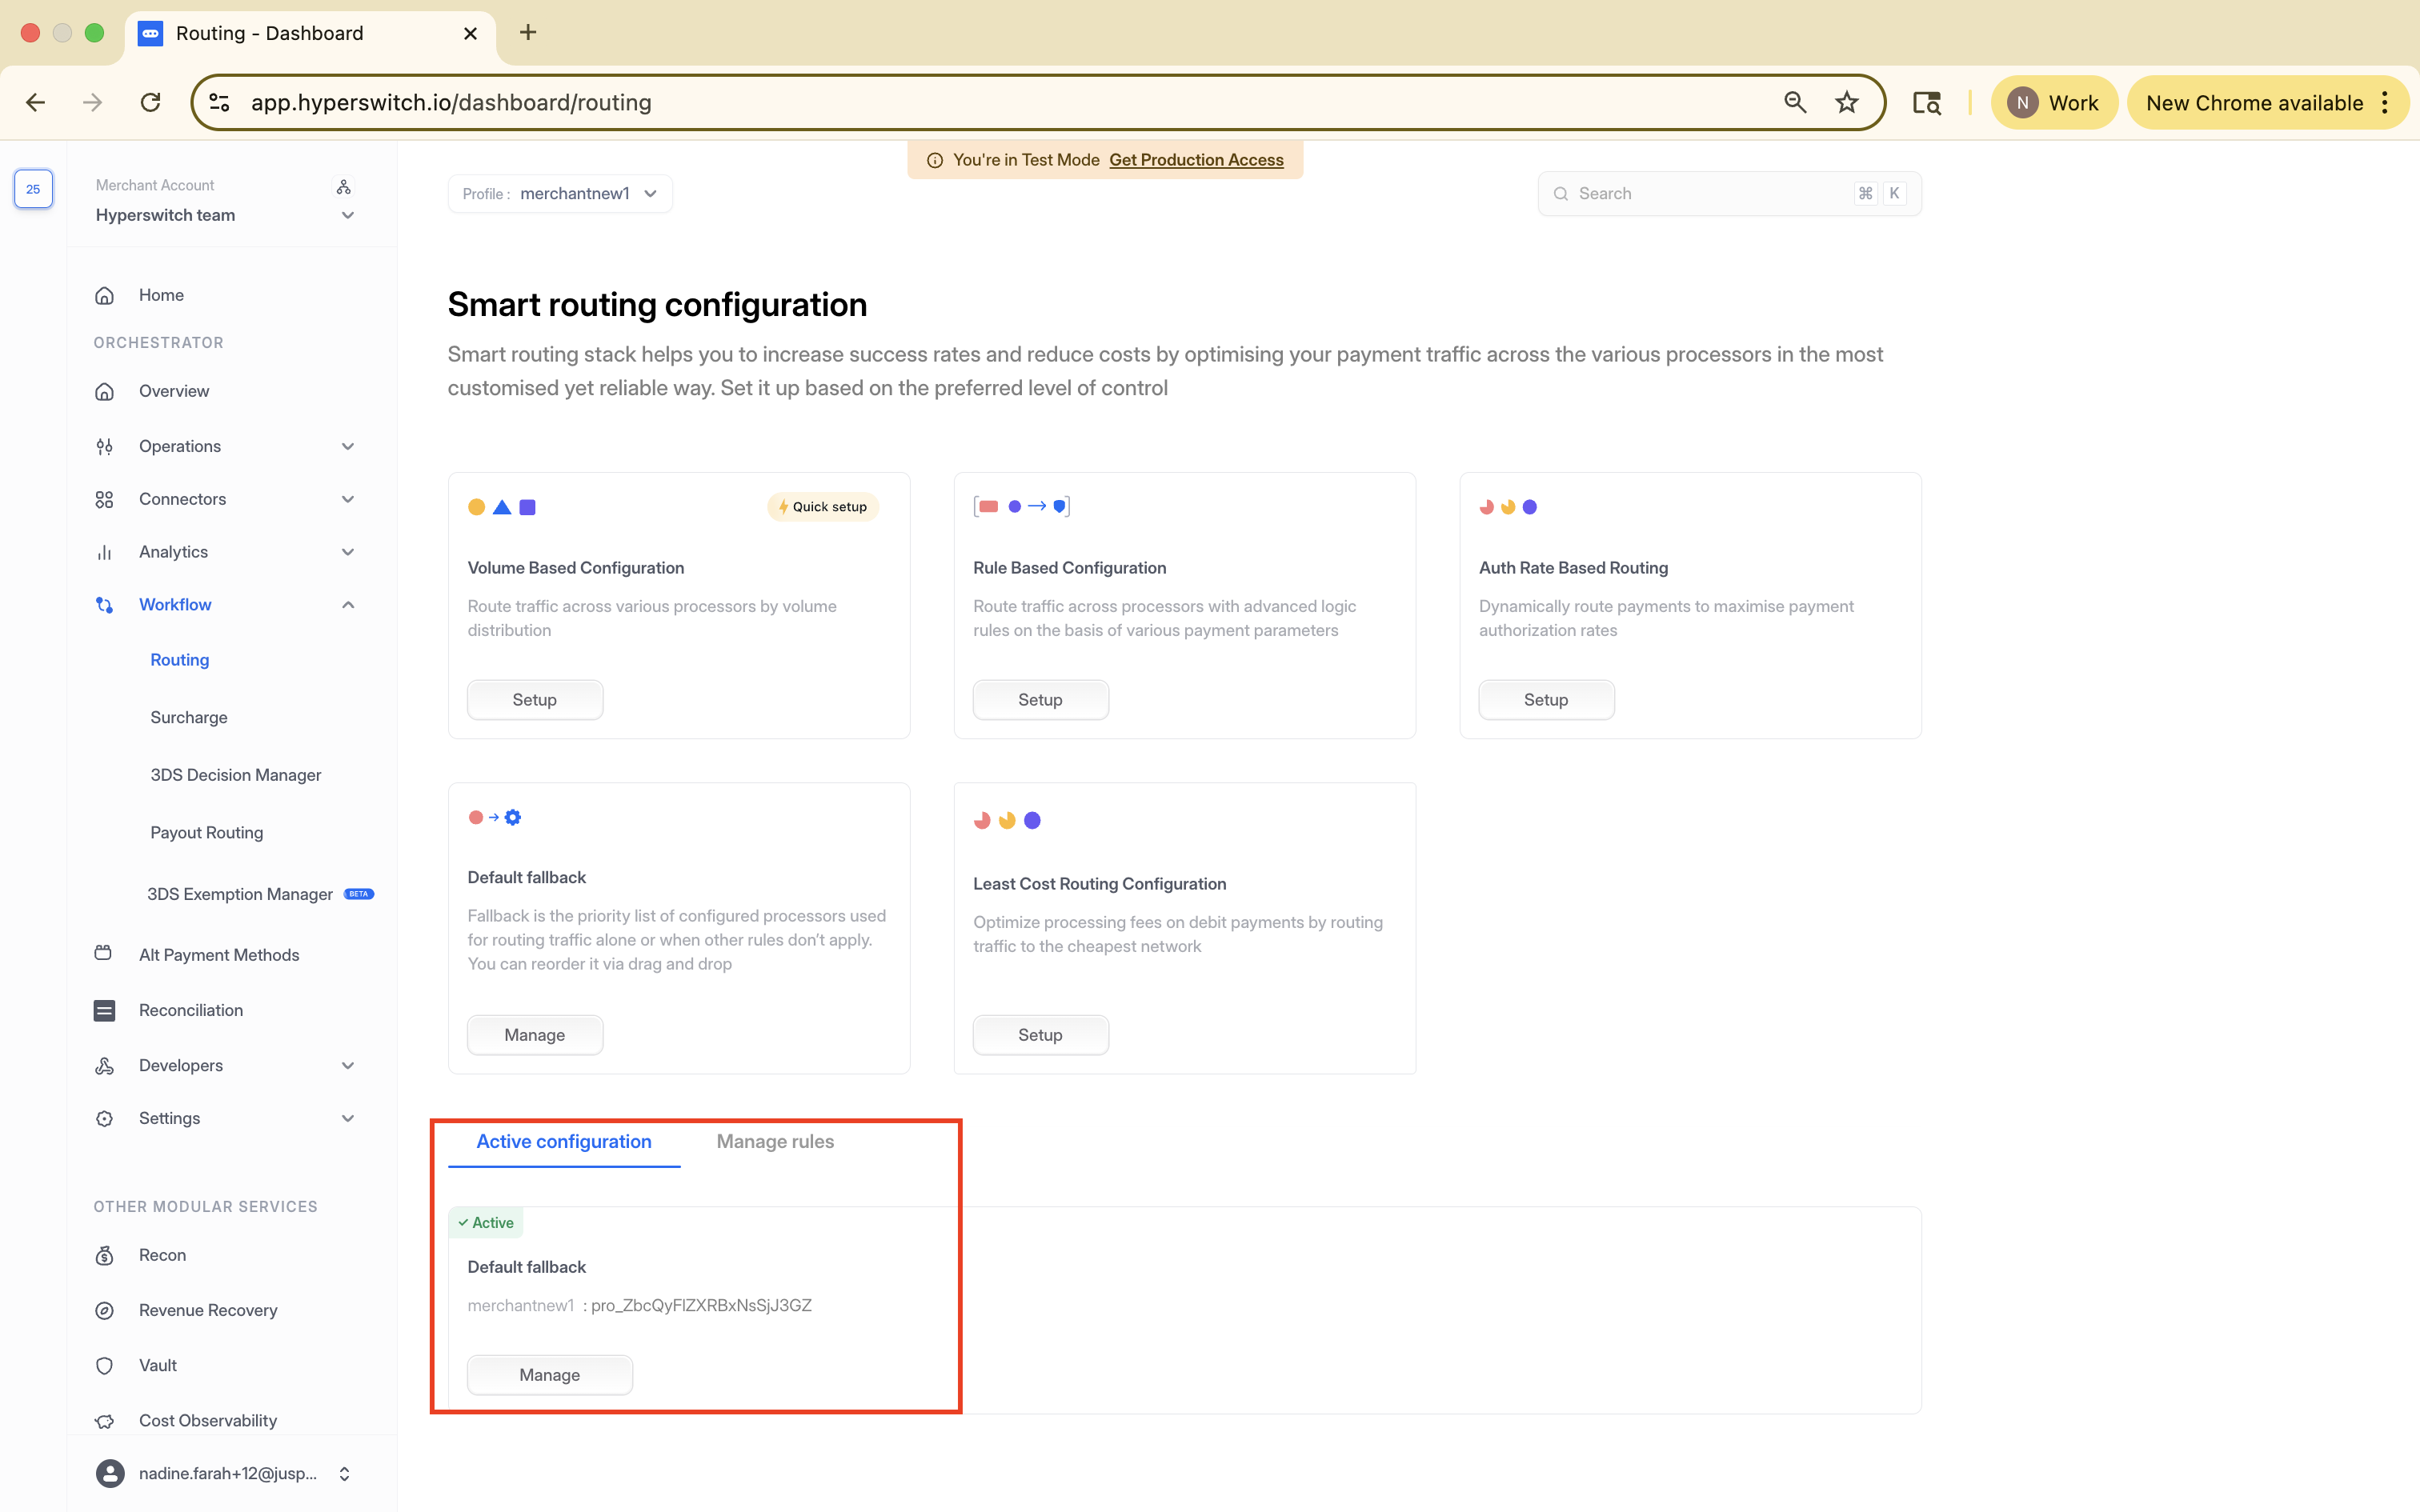 Routing - Dashboard
app.hyperswitch.io/dashboard/routing
N Work
New Chrome available
25
Merchant Account
Hyperswitch team
Home
ORCHESTRATOR
Overview
Operations
Connectors
Analytics
Workflow
Routing
Surcharge
3DS Decision Manager
Payout Routing
3DS Exemption Manager BETA
Alt Payment Methods
Reconciliation
Developers
Settings
OTHER MODULAR SERVICES
Recon
Revenue Recovery
Vault
Cost Observability
nadine.farah+12@jusp...
You're in Test Mode Get Production Access
Profile : merchantnew1
Search ⌘ K
Smart routing configuration
Smart routing stack helps you to increase success rates and reduce costs by optimising your payment traffic across the various processors in the most
customised yet reliable way. Set it up based on the preferred level of control
Quick setup
Volume Based Configuration
Route traffic across various processors by volume
distribution
Setup
Rule Based Configuration
Route traffic across processors with advanced logic
rules on the basis of various payment parameters
Setup
Auth Rate Based Routing
Dynamically route payments to maximise payment
authorization rates
Setup
Default fallback
Fallback is the priority list of configured processors used
for routing traffic alone or when other rules don’t apply.
You can reorder it via drag and drop
Manage
Least Cost Routing Configuration
Optimize processing fees on debit payments by routing
traffic to the cheapest network
Setup
Active configuration
Manage rules
Active
Default fallback
merchantnew1 : pro_ZbcQyFlZXRBxNsSjJ3GZ
Manage